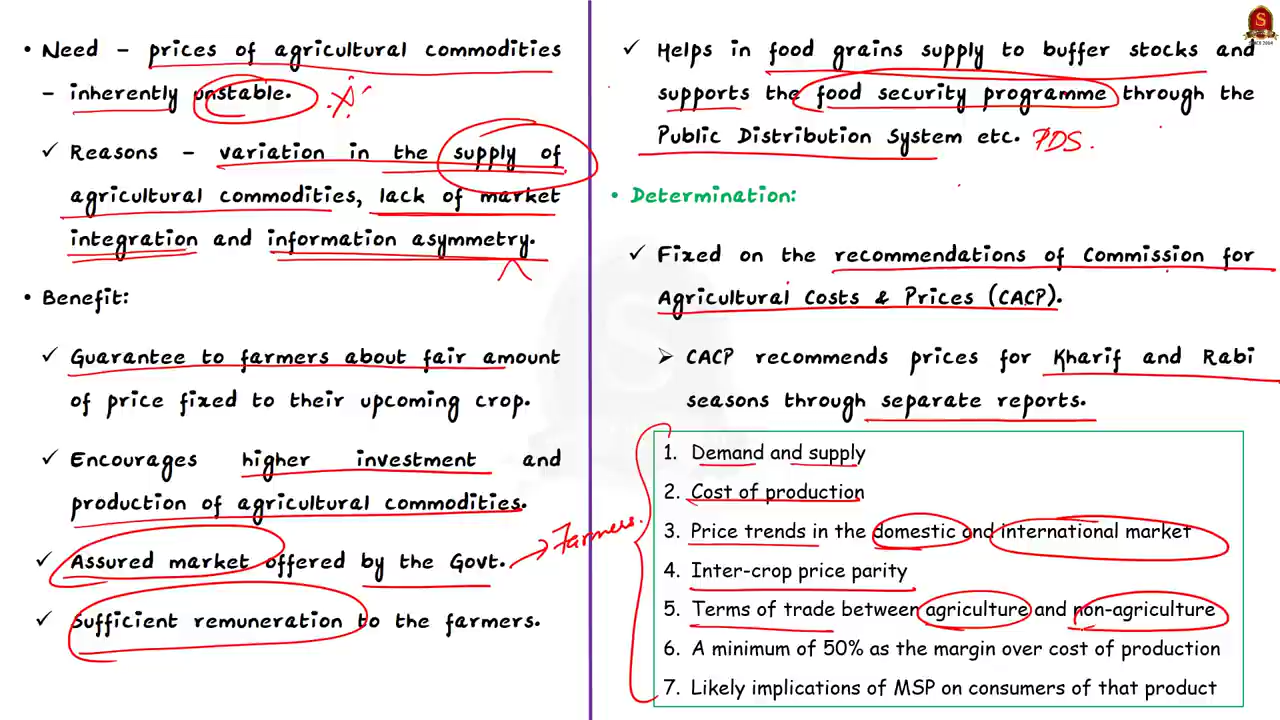 • Need – prices of agricultural commodities
– inherently unstable.
✓ Reasons – variation in the supply of
agricultural commodities, lack of market
integration and information asymmetry.
• Benefit:
✓ Guarantee to farmers about fair amount
of price fixed to their upcoming crop.
✓ Encourages higher investment and
production of agricultural commodities.
✓ Assured market offered by the Govt.
Farmers.
✓ Sufficient remuneration to the farmers.
✓ Helps in food grains supply to buffer stocks and
supports the food security programme through the
Public Distribution System etc. PDS.
• Determination:
✓ Fixed on the recommendations of Commission for
Agricultural Costs & Prices (CACP).
➢ CACP recommends prices for Kharif and Rabi
seasons through separate reports.
1. Demand and supply
2. Cost of production
3. Price trends in the domestic and international market
4. Inter-crop price parity
5. Terms of trade between agriculture and non-agriculture
6. A minimum of 50% as the margin over cost of production
7. Likely implications of MSP on consumers of that product
S